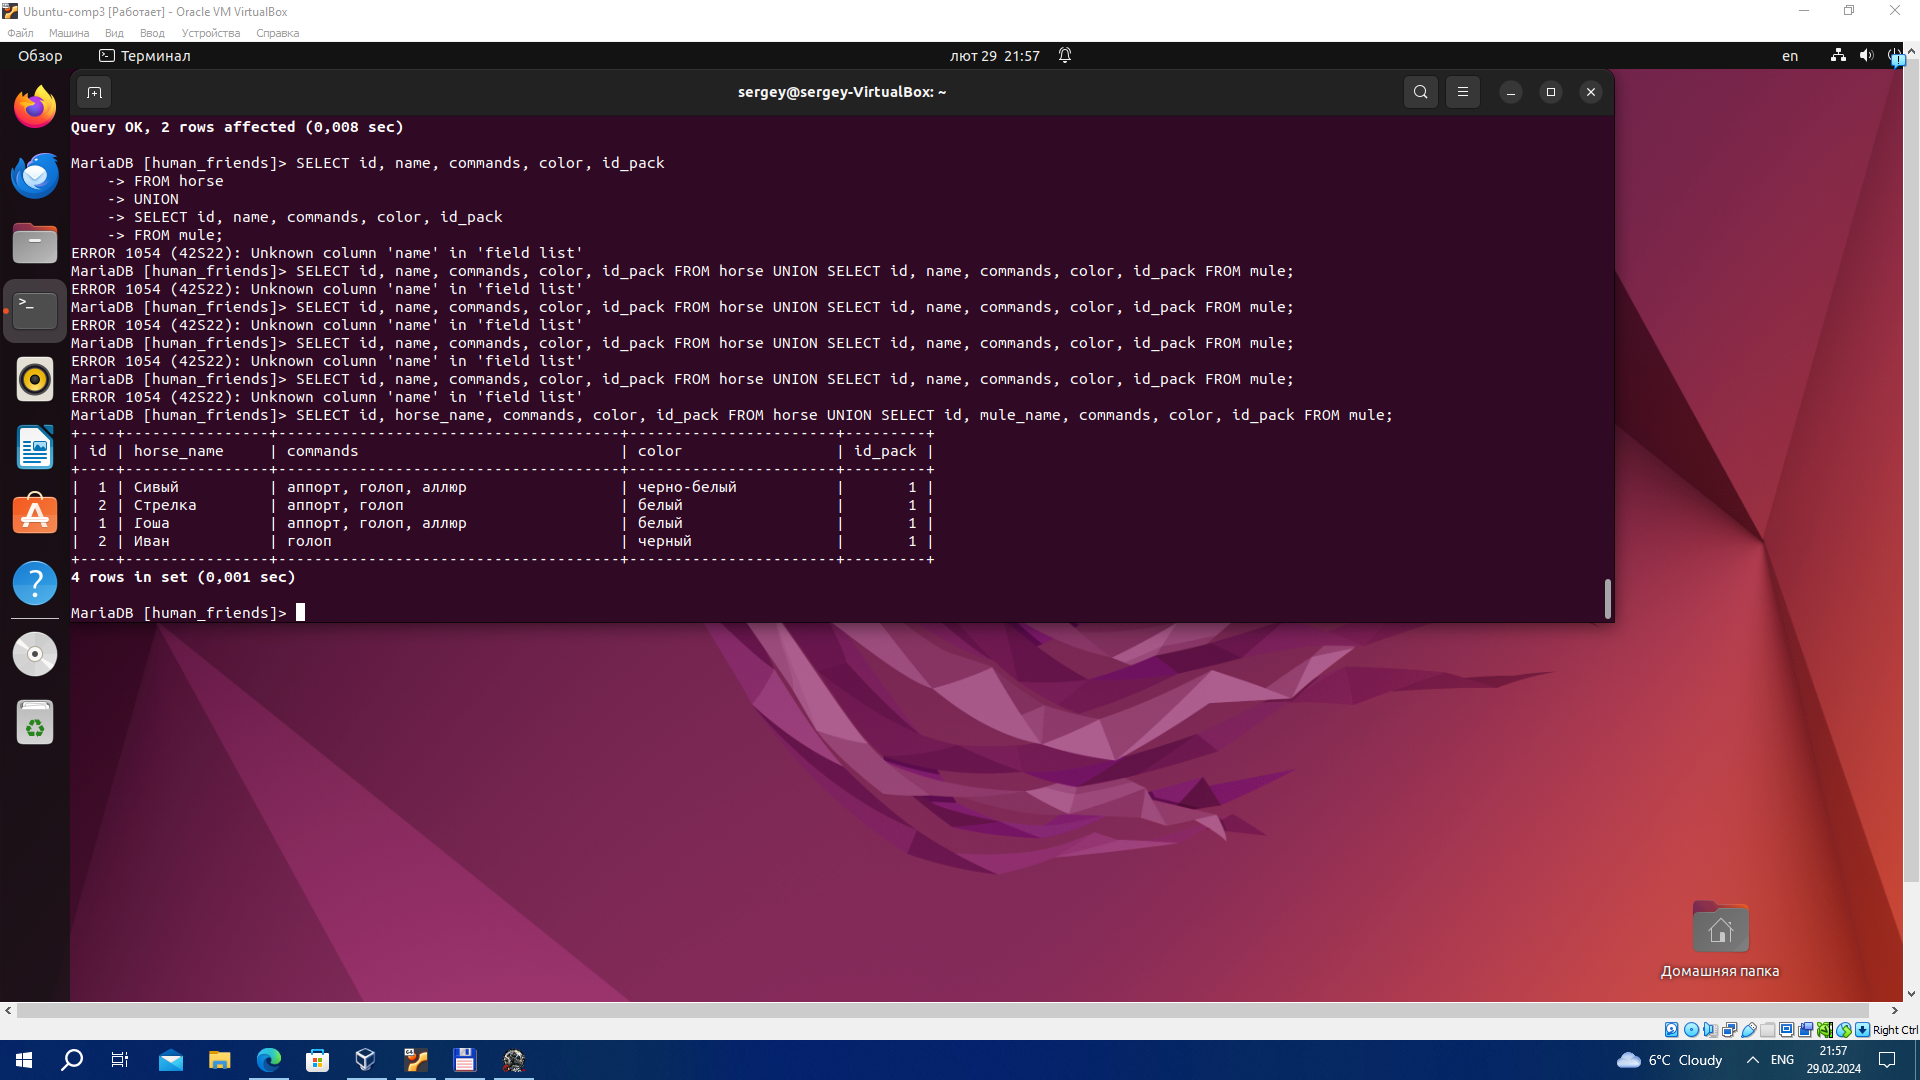 Ubuntu-comp3 [Работает] - Oracle VM VirtualBox
Файл Машина Вид Ввод Устройства Справка
Обзор Терминал лют 29 21:57 en
sergey@sergey-VirtualBox: ~
Query OK, 2 rows affected (0,008 sec)
MariaDB [human_friends]> SELECT id, name, commands, color, id_pack
-> FROM horse
-> UNION
-> SELECT id, name, commands, color, id_pack
-> FROM mule;
ERROR 1054 (42S22): Unknown column 'name' in 'field list'
MariaDB [human_friends]> SELECT id, name, commands, color, id_pack FROM horse UNION SELECT id, name, commands, color, id_pack FROM mule;
ERROR 1054 (42S22): Unknown column 'name' in 'field list'
MariaDB [human_friends]> SELECT id, name, commands, color, id_pack FROM horse UNION SELECT id, name, commands, color, id_pack FROM mule;
ERROR 1054 (42S22): Unknown column 'name' in 'field list'
MariaDB [human_friends]> SELECT id, name, commands, color, id_pack FROM horse UNION SELECT id, name, commands, color, id_pack FROM mule;
ERROR 1054 (42S22): Unknown column 'name' in 'field list'
MariaDB [human_friends]> SELECT id, name, commands, color, id_pack FROM horse UNION SELECT id, name, commands, color, id_pack FROM mule;
ERROR 1054 (42S22): Unknown column 'name' in 'field list'
MariaDB [human_friends]> SELECT id, horse_name, commands, color, id_pack FROM horse UNION SELECT id, mule_name, commands, color, id_pack FROM mule;
+----+----------------+--------------------------------------+-----------------------+---------+
| id | horse_name | commands | color | id_pack |
+----+----------------+--------------------------------------+-----------------------+---------+
| 1 | Сивый | аппорт, голоп, аллюр | черно-белый | 1 |
| 2 | Стрелка | аппорт, голоп | белый | 1 |
| 1 | Гоша | аппорт, голоп, аллюр | белый | 1 |
| 2 | Иван | голоп | черный | 1 |
+----+----------------+--------------------------------------+-----------------------+---------+
4 rows in set (0,001 sec)
MariaDB [human_friends]>
Домашняя папка
Right Ctrl
6°C Cloudy ENG 21:57
29.02.2024